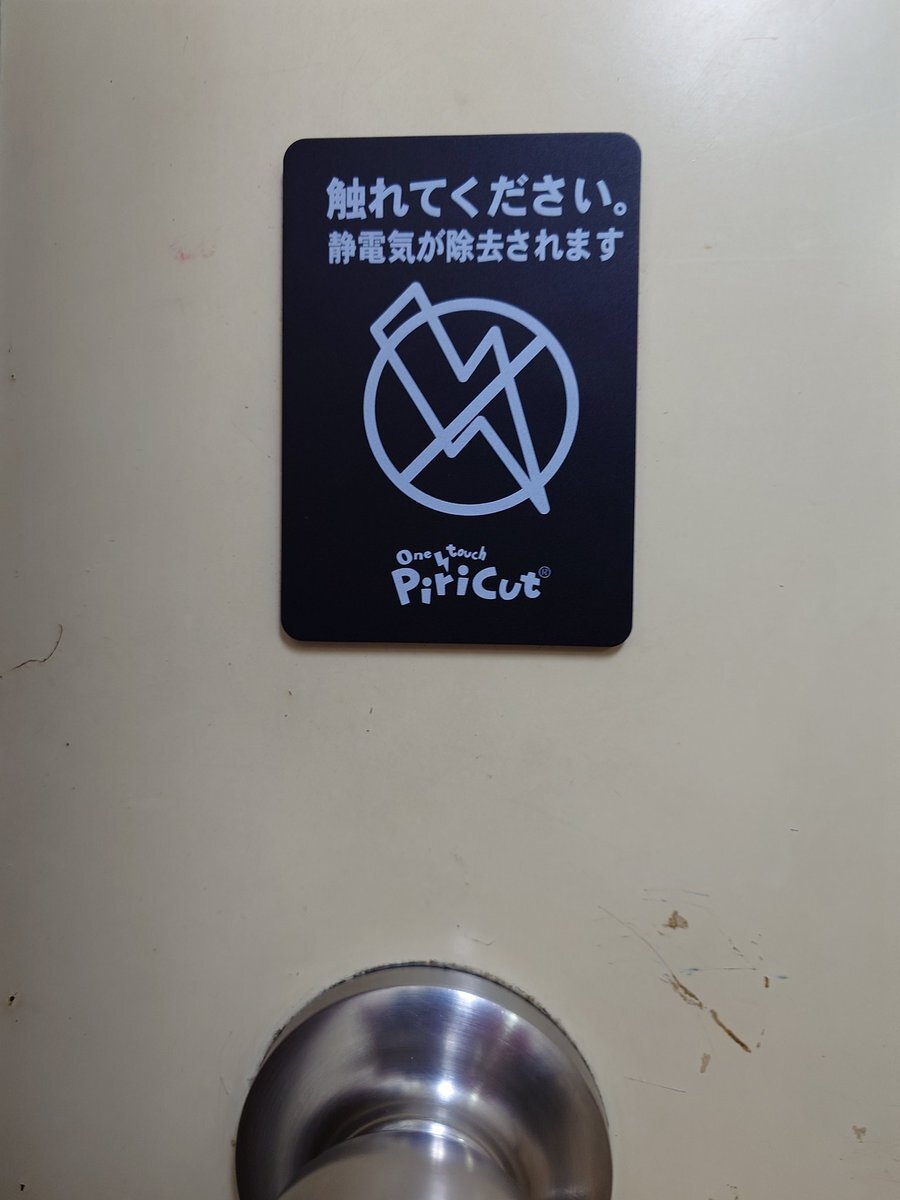 触れてください。
静電気が除去されます
One touch
PiriCut®